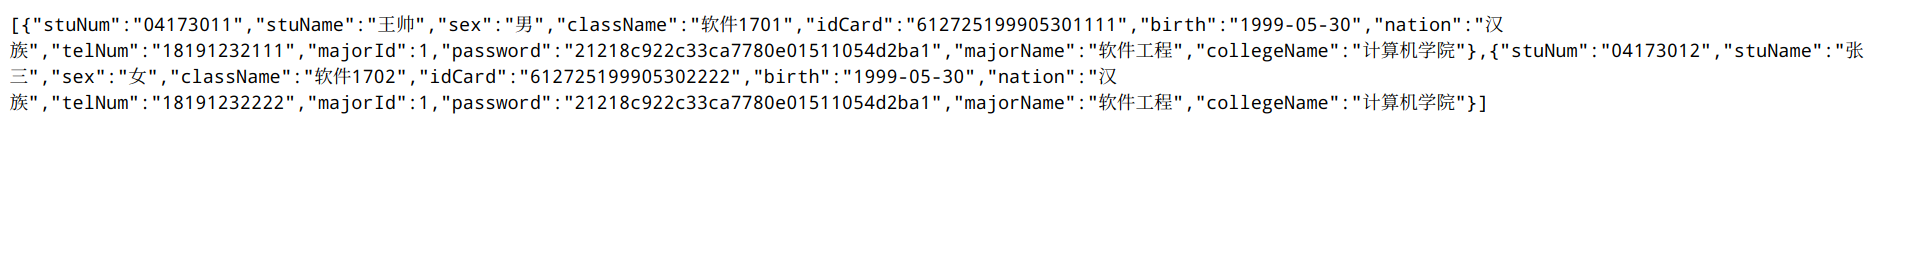 [{"stuNum":"04173011","stuName":"王帅","sex":"男","className":"软件1701","idCard":"612725199905301111","birth":"1999-05-30","nation":"汉
族","telNum":"18191232111","majorId":1,"password":"21218c922c33ca7780e01511054d2ba1","majorName":"软件工程","collegeName":"计算机学院"},{"stuNum":"04173012","stuName":"张
三","sex":"女","className":"软件1702","idCard":"612725199905302222","birth":"1999-05-30","nation":"汉
族","telNum":"18191232222","majorId":1,"password":"21218c922c33ca7780e01511054d2ba1","majorName":"软件工程","collegeName":"计算机学院"}]